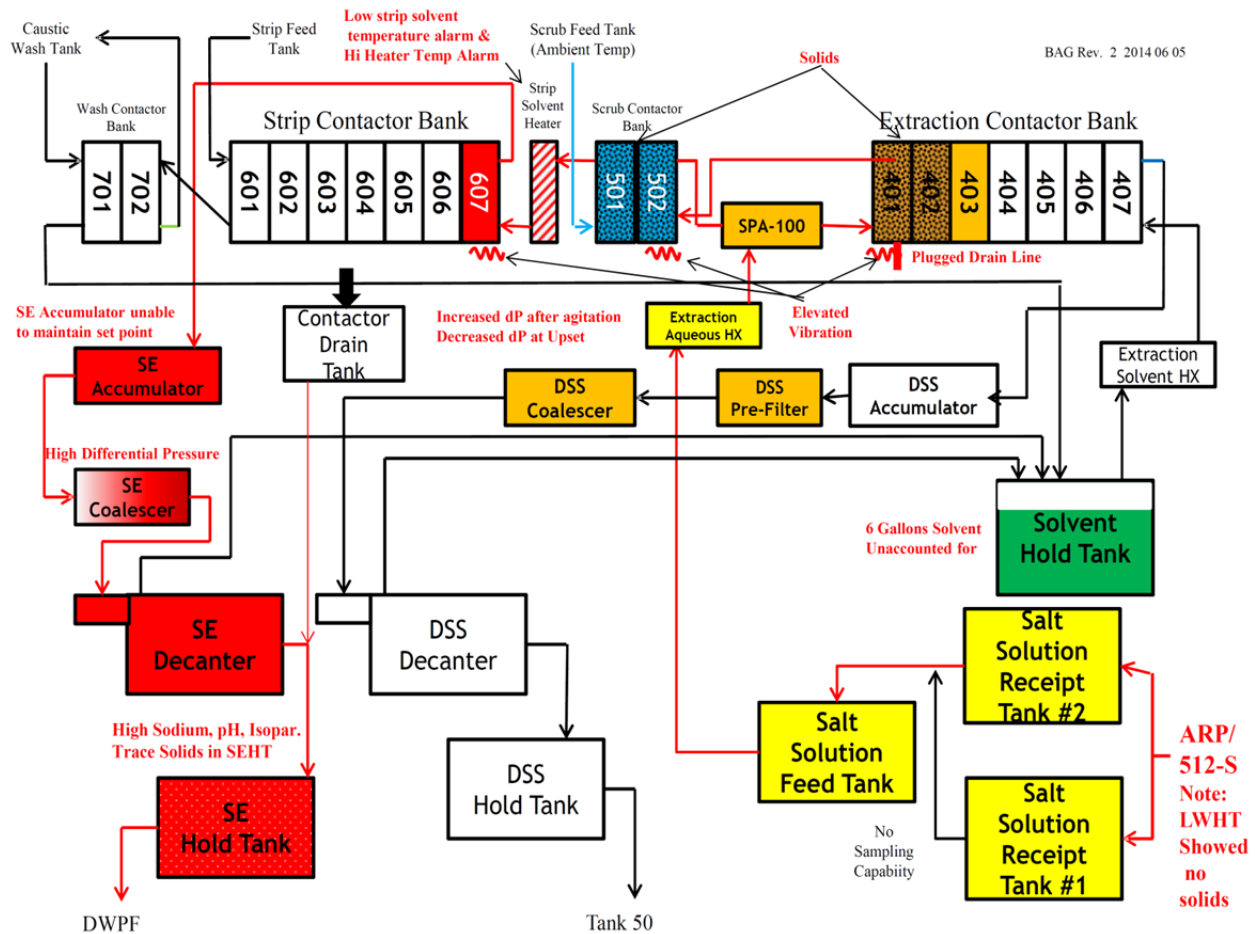 Low strip solvent
temperature alarm &
Hi Heater Temp Alarm
Caustic
Wash Tank
Strip Feed
Tank
Scrub Feed Tank
(Ambient Temp)
Solids
BAG Rev. 2 2014 06 05
Wash Contactor
Bank
Strip Contactor Bank
Strip
Solvent
Heater
Scrub Contactor
Bank
Extraction Contactor Bank
701
702
601
602
603
604
605
606
607
501
502
401
402
403
404
405
406
407
SPA-100
Plugged Drain Line
SE Accumulator unable
to maintain set point
Contactor
Drain
Tank
Increased dP after agitation
Decreased dP at Upset
Extraction
Aqueous HX
Elevated
Vibration
SE
Accumulator
DSS
Coalescer
DSS
Pre-Filter
DSS
Accumulator
Extraction
Solvent HX
High Differential Pressure
SE
Coalescer
6 Gallons Solvent
Unaccounted for
Solvent
Hold Tank
SE
Decanter
DSS
Decanter
Salt
Solution
Receipt
Tank #2
High Sodium, pH, Isopar.
Trace Solids in SEHT
Salt
Solution
Feed Tank
ARP/
512-S
Note:
LWHT
Showed
no
solids
SE
Hold Tank
DSS
Hold Tank
Salt
Solution
Receipt
Tank #1
No
Sampling
Capabiity
DWPF
Tank 50